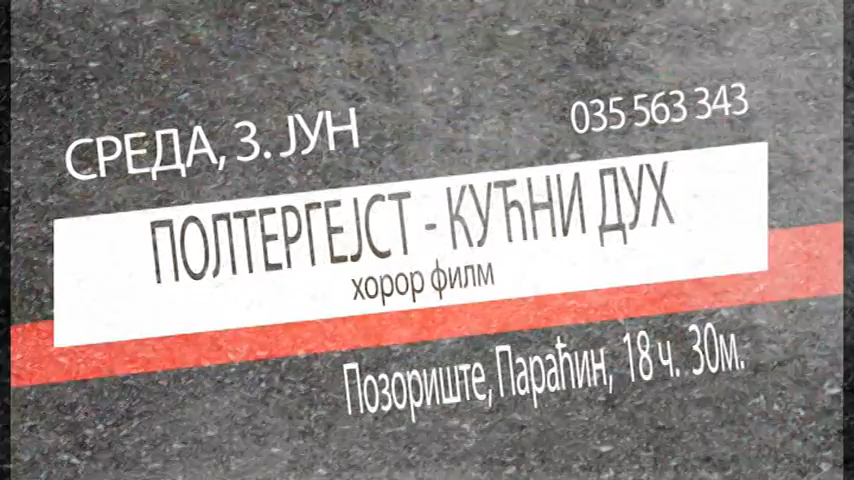 СРЕДА, 3. ЈУН
035 563 343
ПОЛТЕРГЕЈСТ - КУЋНИ ДУХ
хорор филм
Позориште, Параћин, 18 ч. 30м.